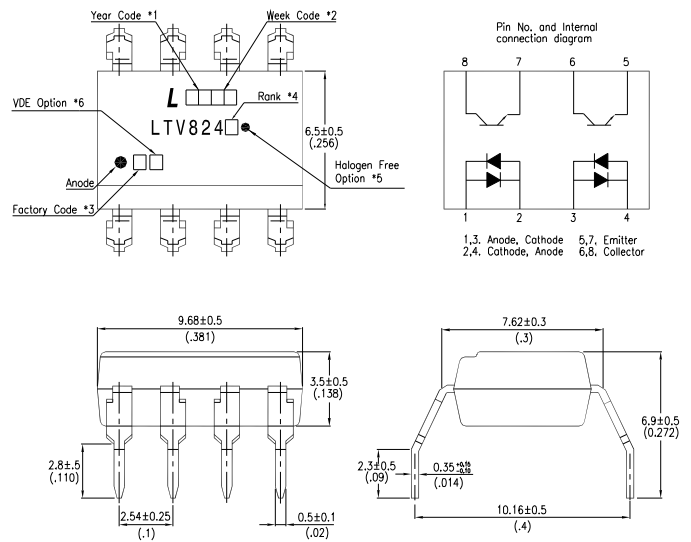 Year Code *1
Week Code *2
L
VDE Option *6
Rank *4
LTV824
6.5±0.5
(.256)
Halogen Free
Option *5
Anode
Factory Code *3
Pin No. and Internal
connection diagram
8 7 6 5
1 2 3 4
1,3. Anode, Cathode 5,7, Emitter
2,4. Cathode, Anode 6,8, Collector
9.68±0.5
(.381)
3.5±0.5
(.138)
2.8±.5
(.110)
2.54±0.25
(.1)
0.5±0.1
(.02)
7.62±0.3
(.3)
6.9±0.5
(0.272)
2.3±0.5
(.09)
0.35
(.014)
10.16±0.5
(.4)